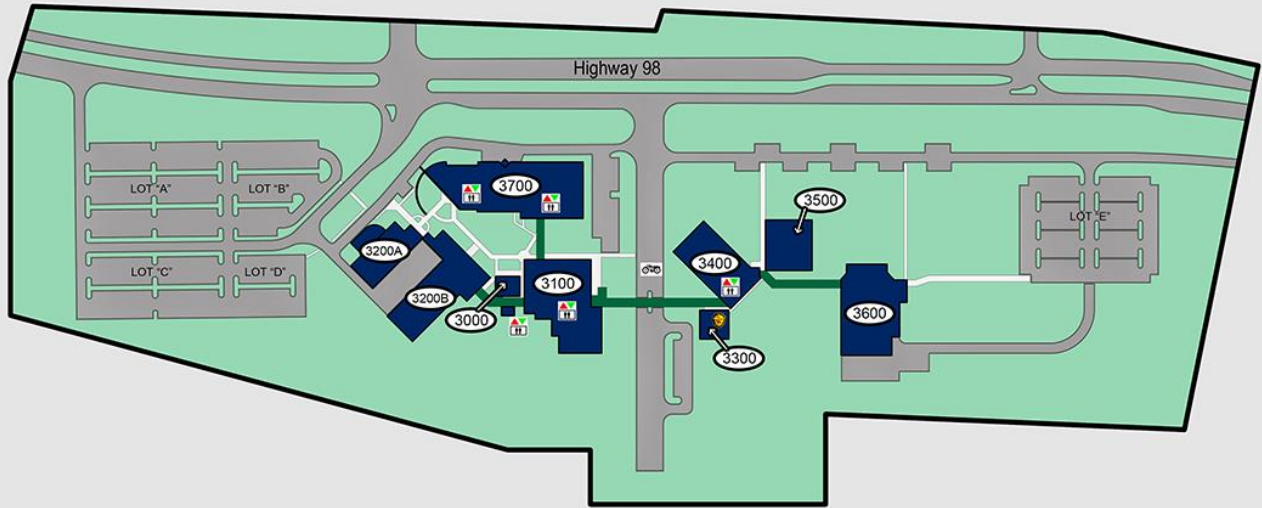 Highway 98
LOT "A"
LOT "B"
3700
LOT "E"
3500
3200A
3400
LOT "C"
LOT "D"
3100
3200B
3000
3600
3300